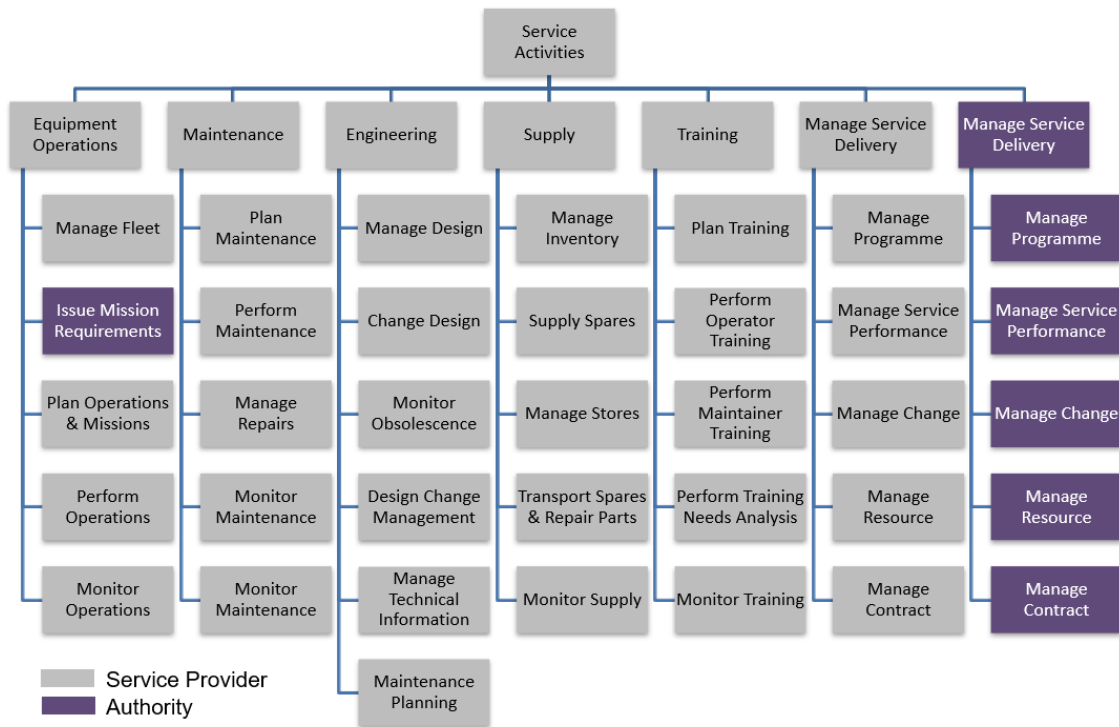 Service
Activities
Equipment
Operations
Maintenance
Engineering
Supply
Training
Manage Service
Delivery
Manage Service
Delivery
Manage Fleet
Plan
Maintenance
Manage Design
Manage
Inventory
Plan Training
Manage
Programme
Manage
Programme
Issue Mission
Requirements
Perform
Maintenance
Change Design
Supply Spares
Perform
Operator
Training
Manage Service
Performance
Manage Service
Performance
Plan Operations
& Missions
Manage
Repairs
Monitor
Obsolescence
Manage Stores
Perform
Maintainer
Training
Manage Change
Manage Change
Perform
Operations
Monitor
Maintenance
Design Change
Management
Transport Spares
& Repair Parts
Perform Training
Needs Analysis
Manage
Resource
Manage
Resource
Monitor
Operations
Monitor
Maintenance
Manage
Technical
Information
Monitor Supply
Monitor Training
Manage
Contract
Manage
Contract
Maintenance
Planning
Service Provider
Authority